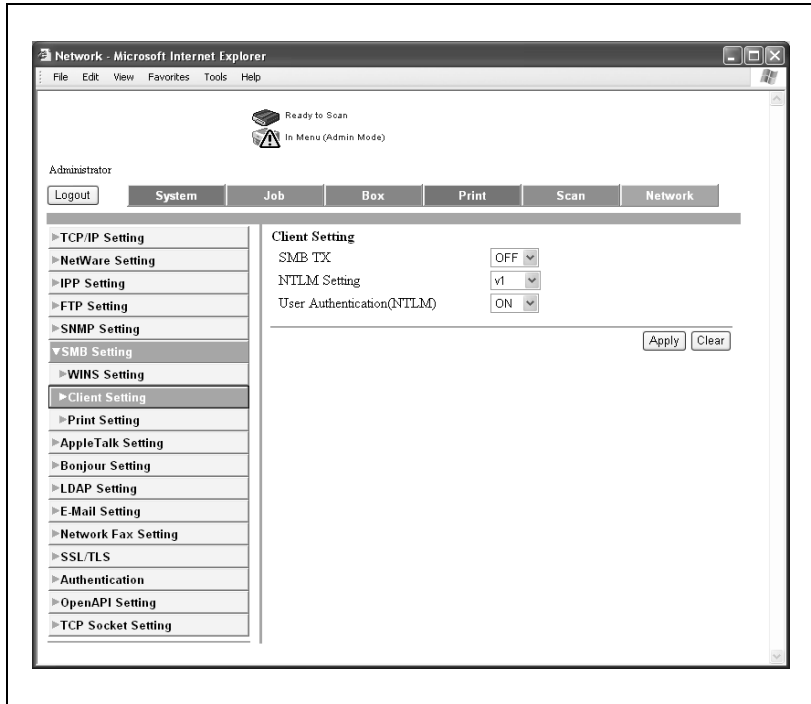 Network - Microsoft Internet Explorer
File Edit View Favorites Tools Help
Ready to Scan
In Menu (Admin Mode)
Administrator
Logout System Job Box Print Scan Network
TCP/IP Setting
NetWare Setting
IPP Setting
FTP Setting
SNMP Setting
SMB Setting
WINS Setting
Client Setting
Print Setting
AppleTalk Setting
Bonjour Setting
LDAP Setting
E-Mail Setting
Network Fax Setting
SSL/TLS
Authentication
OpenAPI Setting
TCP Socket Setting
Client Setting
SMB TX OFF
NTLM Setting v1
User Authentication(NTLM) ON
Apply Clear